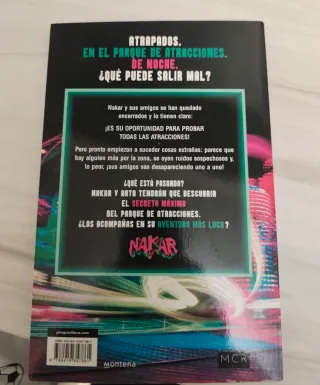 ATRAPADOS.
EN EL PARQUE DE ATRACCIONES.
DE NOCHE.
¿QUÉ PUEDE SALIR MAL?
Nakar y sus amigos se han quedado
encerrados y lo tienen claro:
¡ES SU OPORTUNIDAD PARA PROBAR
TODAS LAS ATRACCIONES!
Pero pronto empiezan a suceder cosas extrañas: parece que
hay alguien más por la zona, se oyen ruidos sospechosos y,
lo peor, ¡sus amigos van desapareciendo uno a uno!
¿QUÉ ESTÁ PASANDO?
NAKAR Y ARTO TENDRÁN QUE DESCUBRIR
EL SECRETO MÁXIMO
DEL PARQUE DE ATRACCIONES.
¿LOS ACOMPAÑAS EN SU AVENTURA MÁS LOCA?
NAKAR
montena